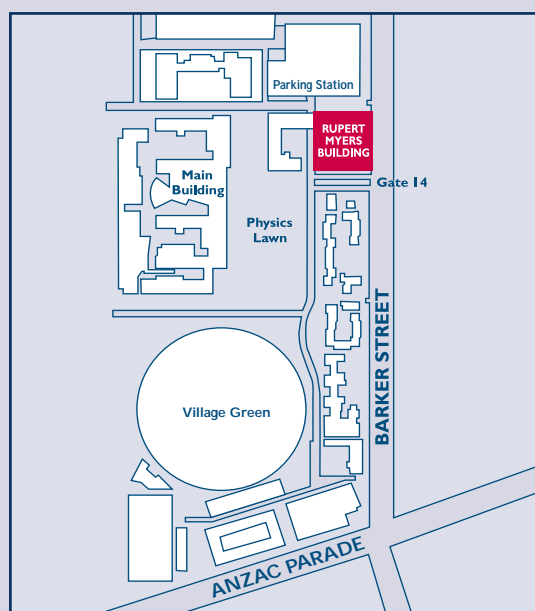 Parking Station
RUPERT
MYERS
BUILDING
Gate 14
Main
Building
Physics
Lawn
BARKER STREET
Village Green
ANZAC PARADE